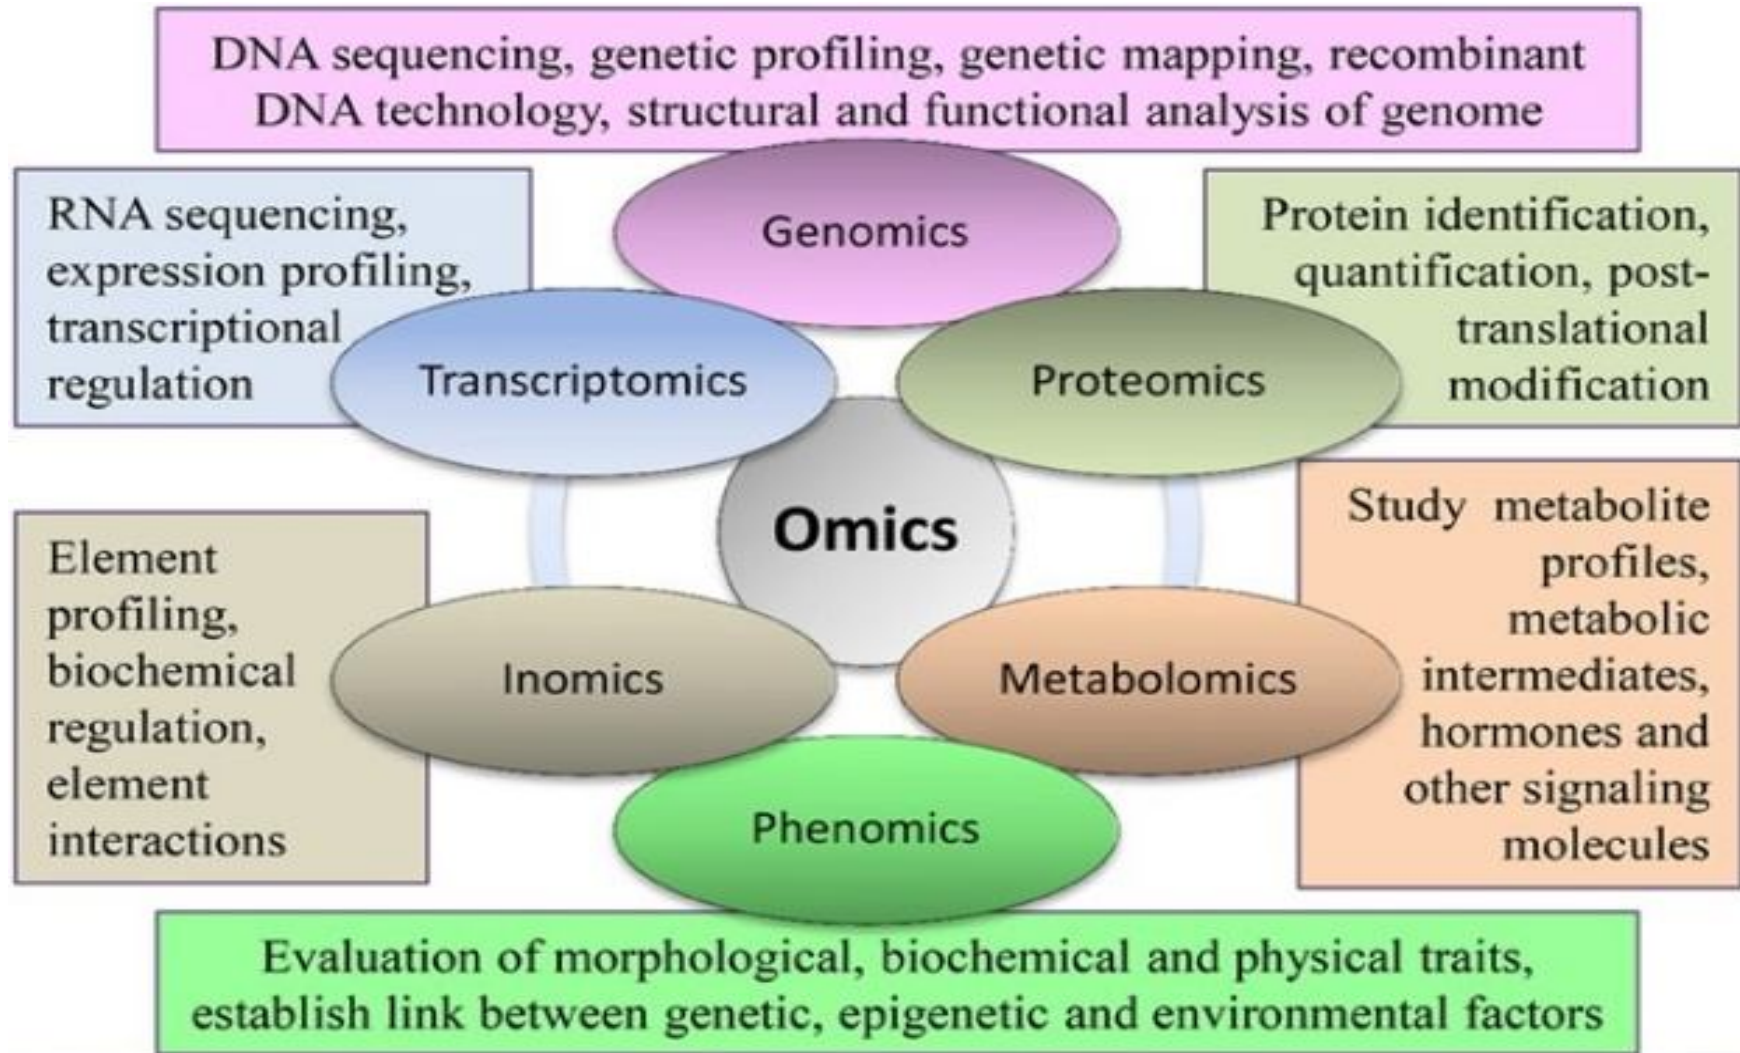 DNA sequencing, genetic profiling, genetic mapping, recombinant
DNA technology, structural and functional analysis of genome
Genomics
RNA sequencing,
expression profiling,
transcriptional
regulation
Transcriptomics
Protein identification,
quantification, post-
translational
modification
Proteomics
Omics
Element
profiling,
biochemical
regulation,
element
interactions
Inomics
Study metabolite
profiles,
metabolic
intermediates,
hormones and
other signaling
molecules
Metabolomics
Phenomics
Evaluation of morphological, biochemical and physical traits,
establish link between genetic, epigenetic and environmental factors